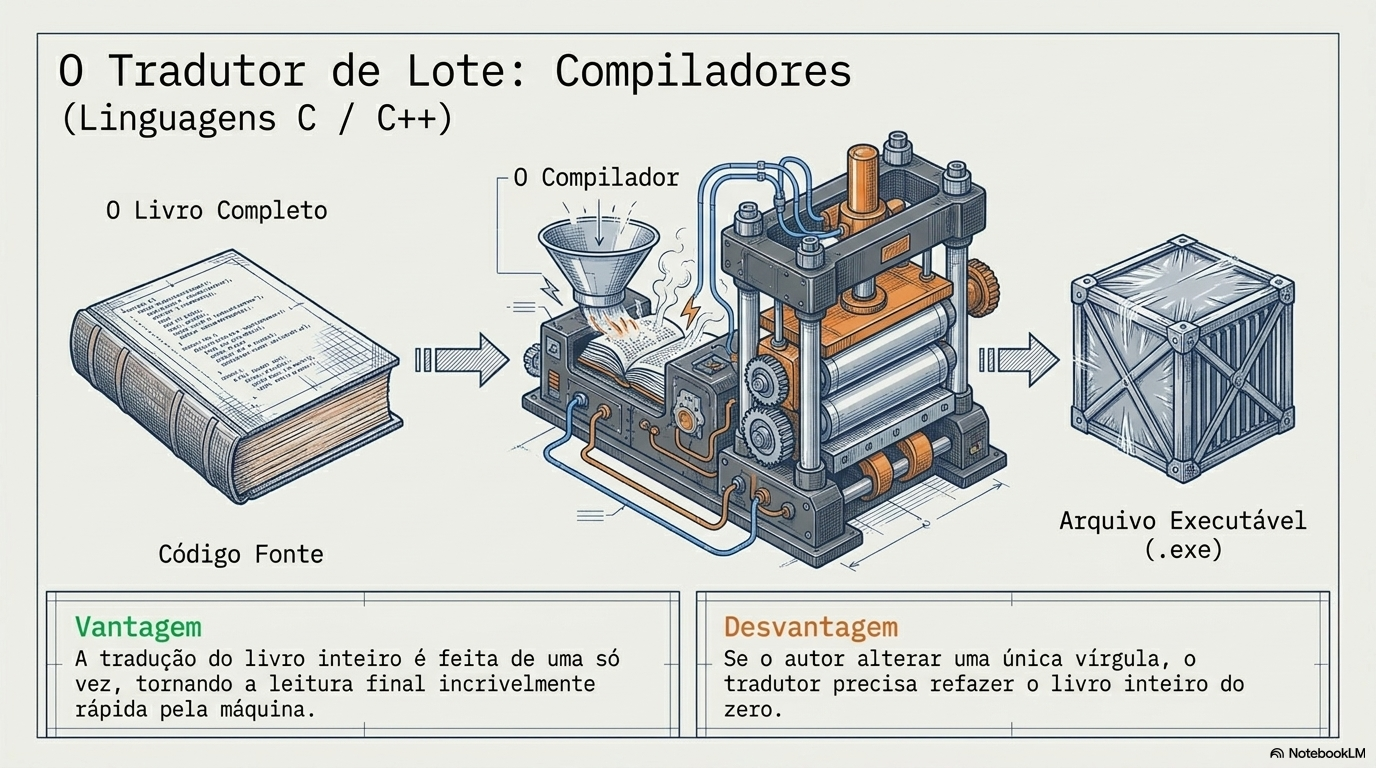 O Tradutor de Lote: Compiladores
(Linguagens C / C++)
O Compilador
O Livro Completo
Código Fonte
Arquivo Executável
(.exe)
Vantagem
A tradução do livro inteiro é feita de uma só
vez, tornando a leitura final incrivelmente
rápida pela máquina.
Desvantagem
Se o autor alterar uma única vírgula, o
tradutor precisa refazer o livro inteiro do
zero.
NotebookLM